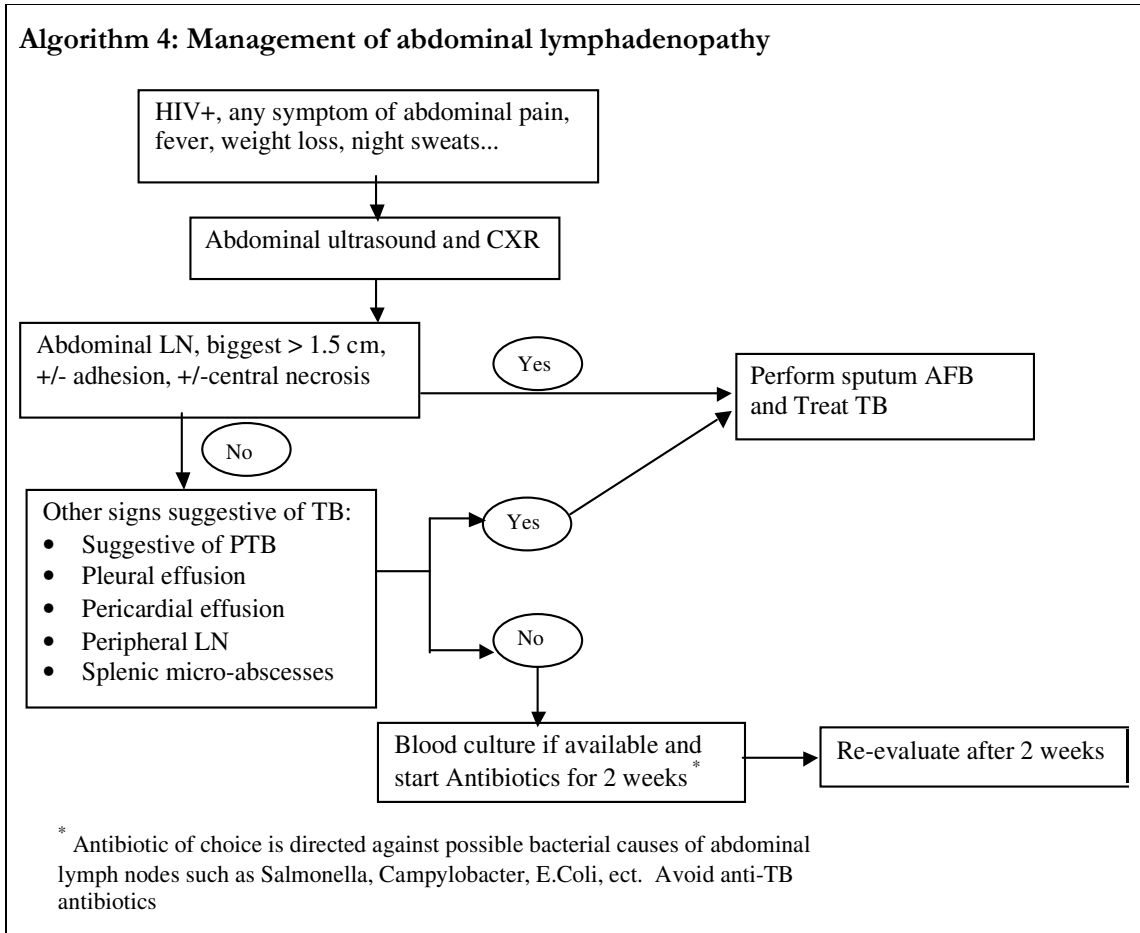 Algorithm 4: Management of abdominal lymphadenopathy
HIV+, any symptom of abdominal pain,
fever, weight loss, night sweats...
Abdominal ultrasound and CXR
Abdominal LN, biggest > 1.5 cm,
+/- adhesion, +/-central necrosis
Yes
Perform sputum AFB
and Treat TB
No
Other signs suggestive of TB:
• Suggestive of PTB
• Pleural effusion
• Pericardial effusion
• Peripheral LN
• Splenic micro-abscesses
Yes
No
Blood culture if available and
start Antibiotics for 2 weeks *
Re-evaluate after 2 weeks
* Antibiotic of choice is directed against possible bacterial causes of abdominal
lymph nodes such as Salmonella, Campylobacter, E.Coli, ect. Avoid anti-TB
antibiotics